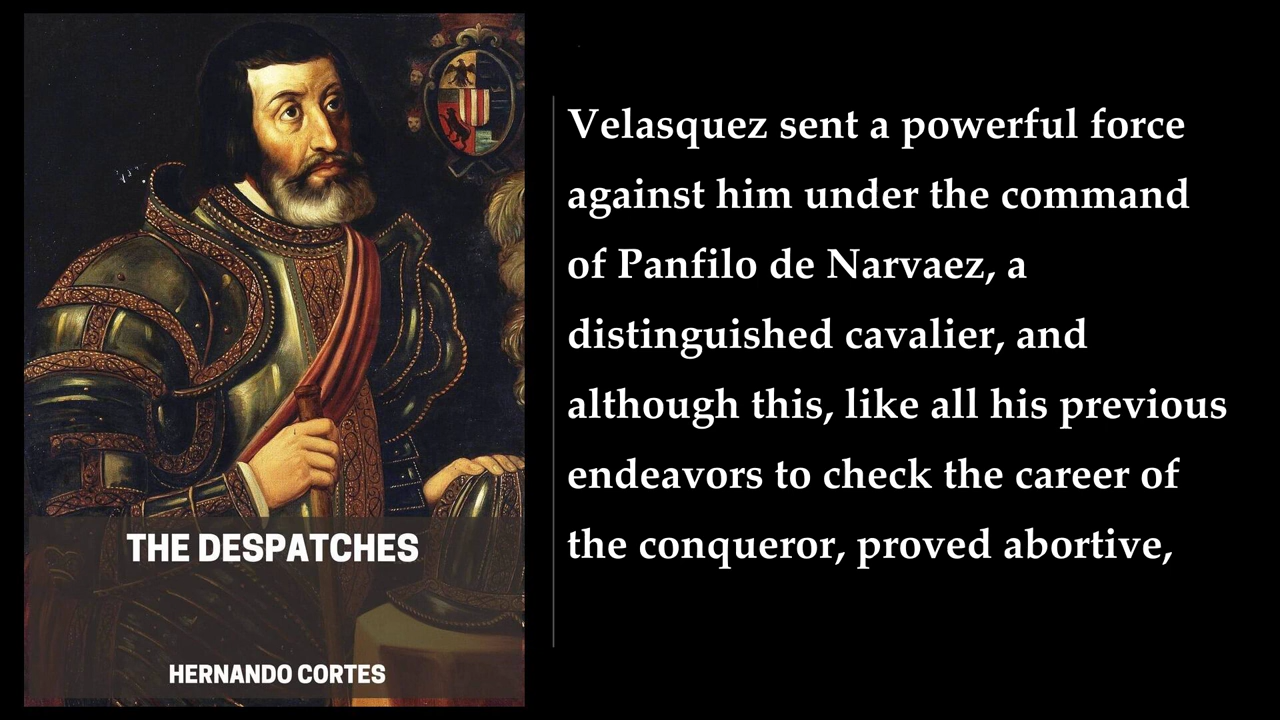 THE DESPATCHES
HERNANDO CORTES
Velasquez sent a powerful force
against him under the command
of Panfilo de Narvaez, a
distinguished cavalier, and
although this, like all his previous
endeavors to check the career of
the conqueror, proved abortive,